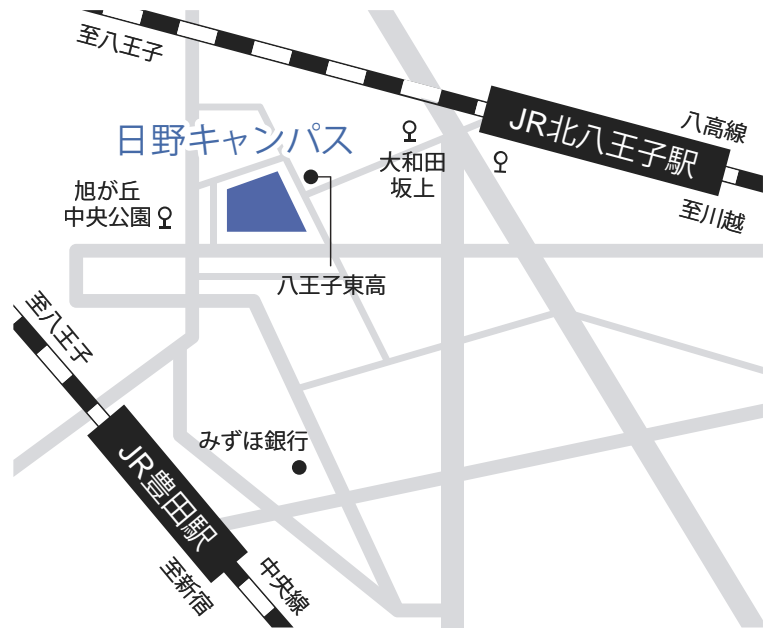 至八王子
JR北八王子駅
八高線
至川越
日野キャンパス
大和田
坂上
旭が丘
中央公園
八王子東高
至八王子
みずほ銀行
JR豊田駅
至新宿
中央線